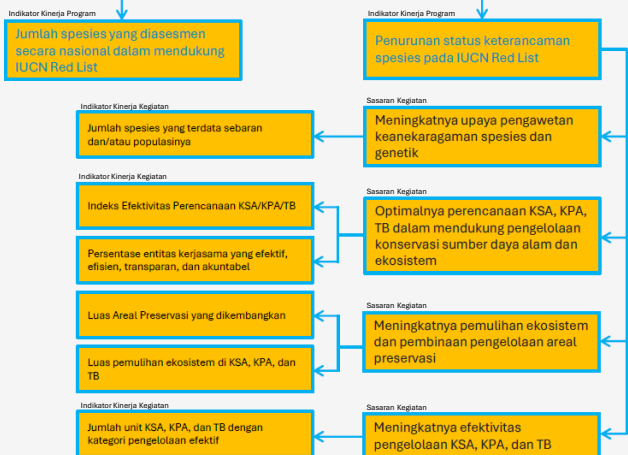 Indikator Kinerja Program
Jumlah spesies yang diasesmen
secara nasional dalam mendukung
IUCN Red List
Indikator Kinerja Program
Penurunan status keterancaman
spesies pada IUCN Red List
Indikator Kinerja Kegiatan
Jumlah spesies yang terdata sebaran
dan/atau populasinya
Sasaran Kegiatan
Meningkatnya upaya pengawetan
keanekaragaman spesies dan
genetik
Indikator Kinerja Kegiatan
Indeks Efektivitas Perencanaan KSA/KPA/TB
Persentase entitas kerjasama yang efektif,
efisien, transparan, dan akuntabel
Sasaran Kegiatan
Optimalnya perencanaan KSA, KPA,
TB dalam mendukung pengelolaan
konservasi sumber daya alam dan
ekosistem
Luas Areal Preservasi yang dikembangkan
Luas pemulihan ekosistem di KSA, KPA, dan
TB
Sasaran Kegiatan
Meningkatnya pemulihan ekosistem
dan pembinaan pengelolaan areal
preservasi
Indikator Kinerja Kegiatan
Jumlah unit KSA, KPA, dan TB dengan
kategori pengelolaan efektif
Sasaran Kegiatan
Meningkatnya efektivitas
pengelolaan KSA, KPA, dan TB